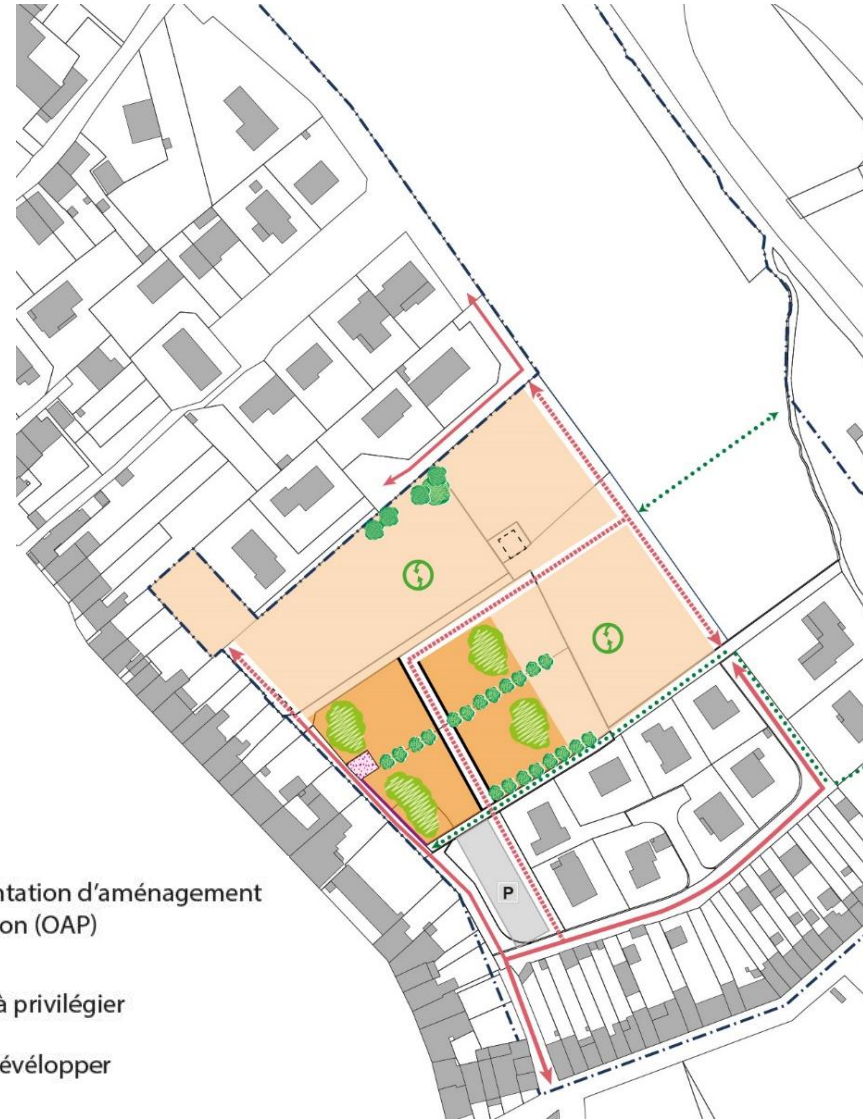 P
ntation d'aménagement
on (OAP)
à privilégier
évélopper